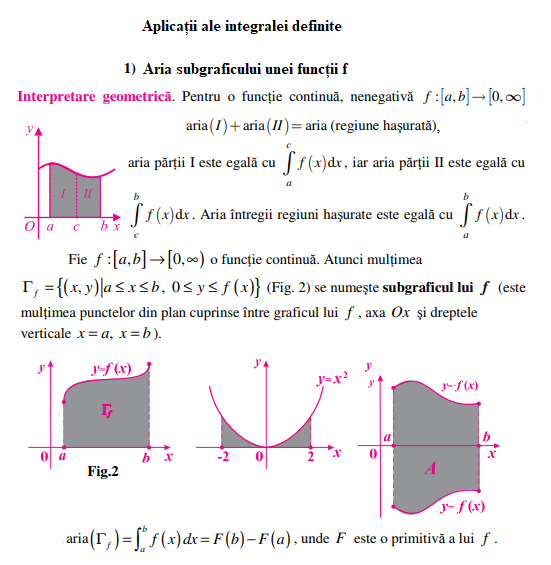 Aplicații ale integralei definite
1) Aria subgraficului unei funcții f
Interpretare geometrică. Pentru o funcție continuă, nenegativă f : [a,b] → [0,∞]
aria(I) + aria(II) = aria (regiune hașurată),
aria părții I este egală cu ∫_a^c f(x)dx, iar aria părții II este egală cu
∫_c^b f(x)dx. Aria întregii regiuni hașurate este egală cu ∫_a^b f(x)dx.
y
I II
O a c b x
Fie f : [a,b] → [0,∞) o funcție continuă. Atunci mulțimea
Γ_f = {(x, y)|a ≤ x ≤ b, 0 ≤ y ≤ f(x)} (Fig. 2) se numește subgraficul lui f (este
mulțimea punctelor din plan cuprinse între graficul lui f, axa Ox și dreptele
verticale x = a, x = b).
y
y=f(x)
Γ_f
0 a b x
Fig.2
y
y=x²
-2 0 2 x
y
y
y=-f(x)
a b
0 x
A
y= f(x)
aria(Γ_f) = ∫_a^b f(x)dx = F(b) − F(a), unde F este o primitivă a lui f.